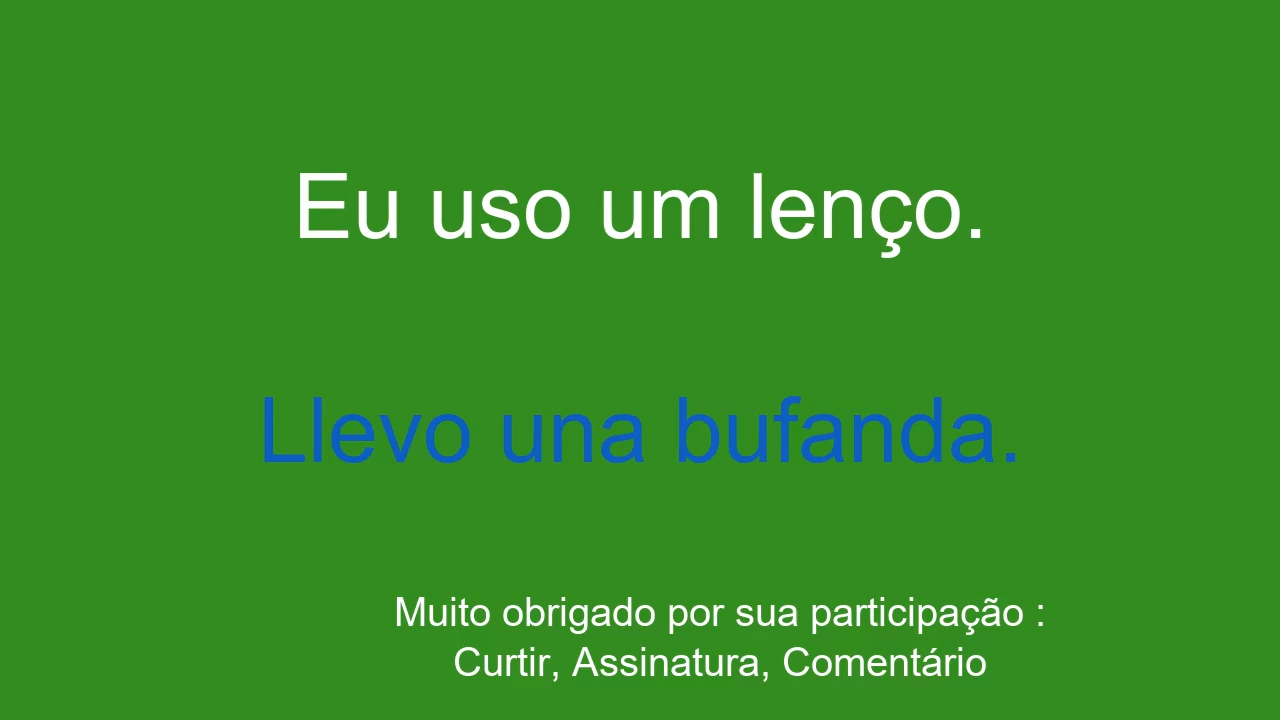 Eu uso um lenço.
Llevo una bufanda.
Muito obrigado por sua participação :
Curtir, Assinatura, Comentário